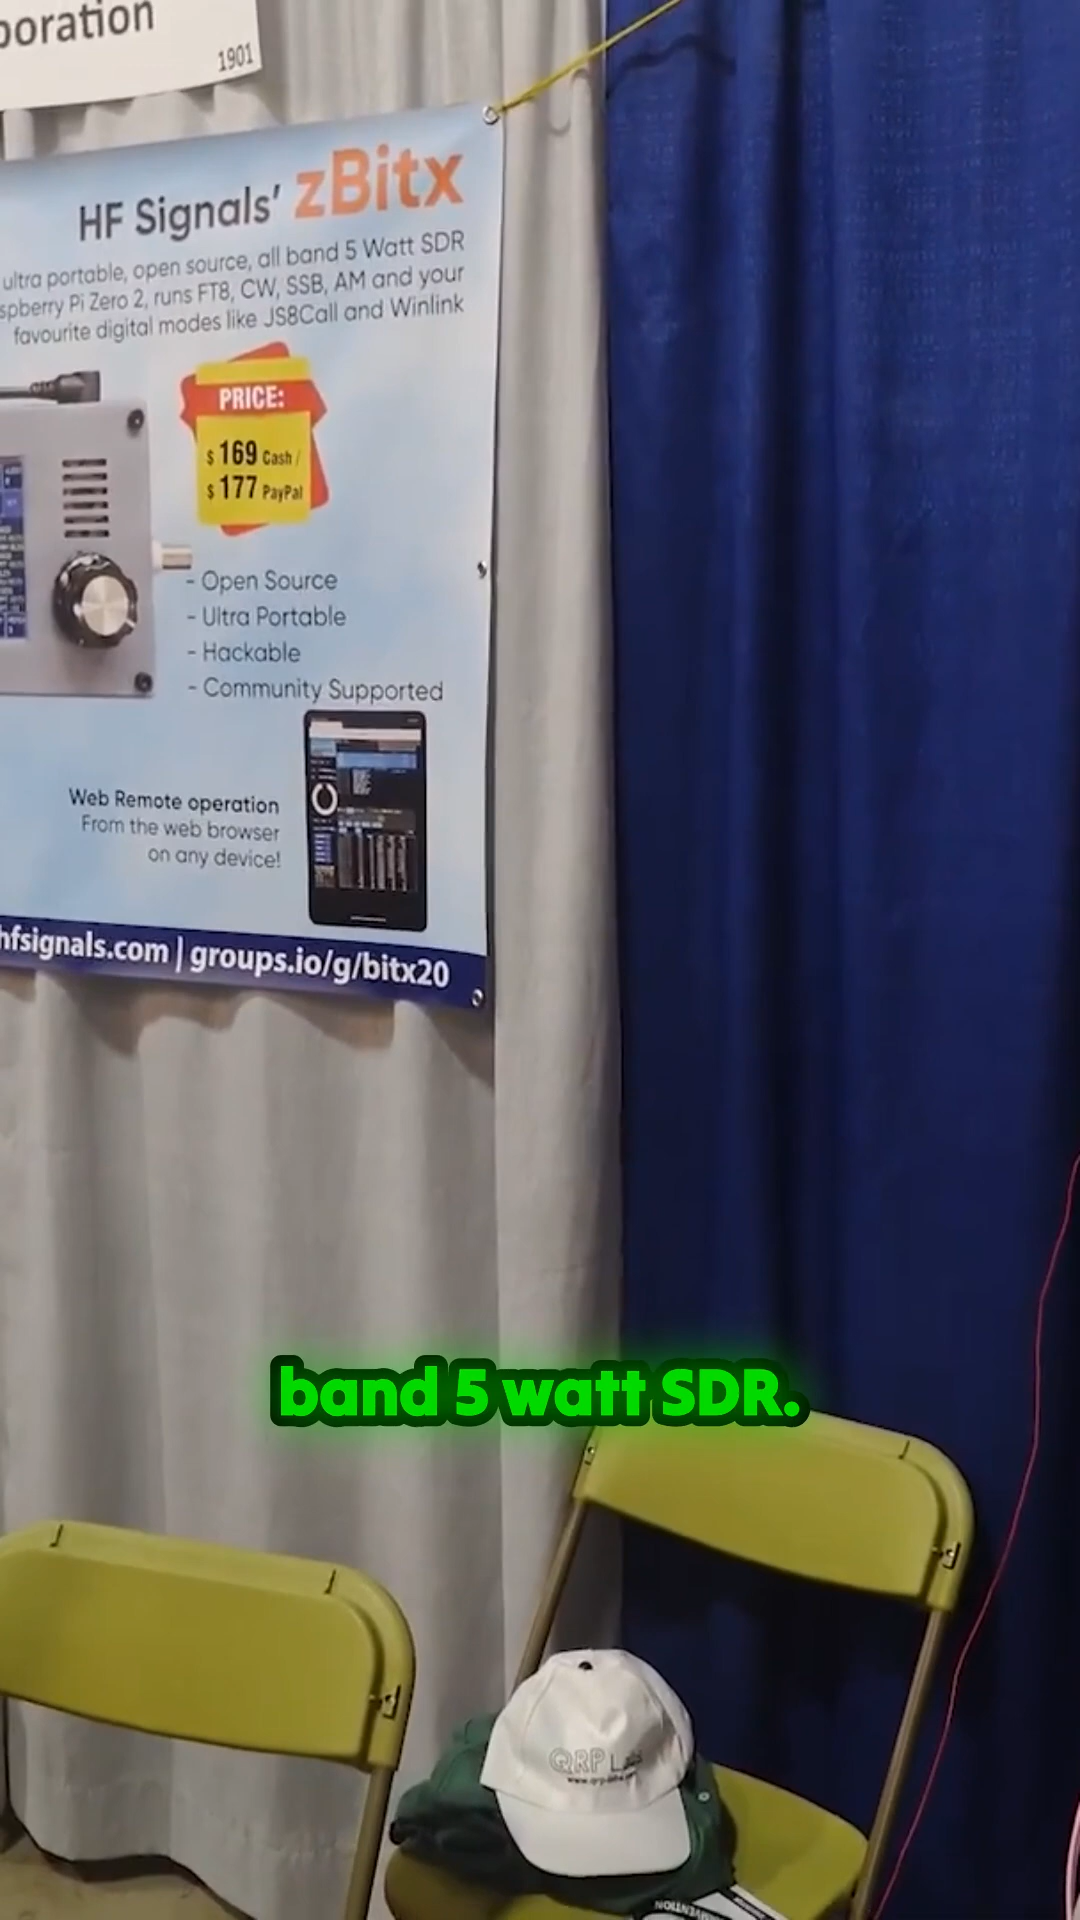 poration
1901
HF Signals' zBitx
ultra portable, open source, all band 5 Watt SDR
spberry Pi Zero 2, runs FT8, CW, SSB, AM and your
favourite digital modes like JS8Call and Winlink
PRICE:
$ 169 Cash /
$ 177 PayPal
- Open Source
- Ultra Portable
- Hackable
- Community Supported
Web Remote operation
From the web browser
on any device!
hfsignals.com | groups.io/g/bitx20
band 5 watt SDR.
QRP Labs